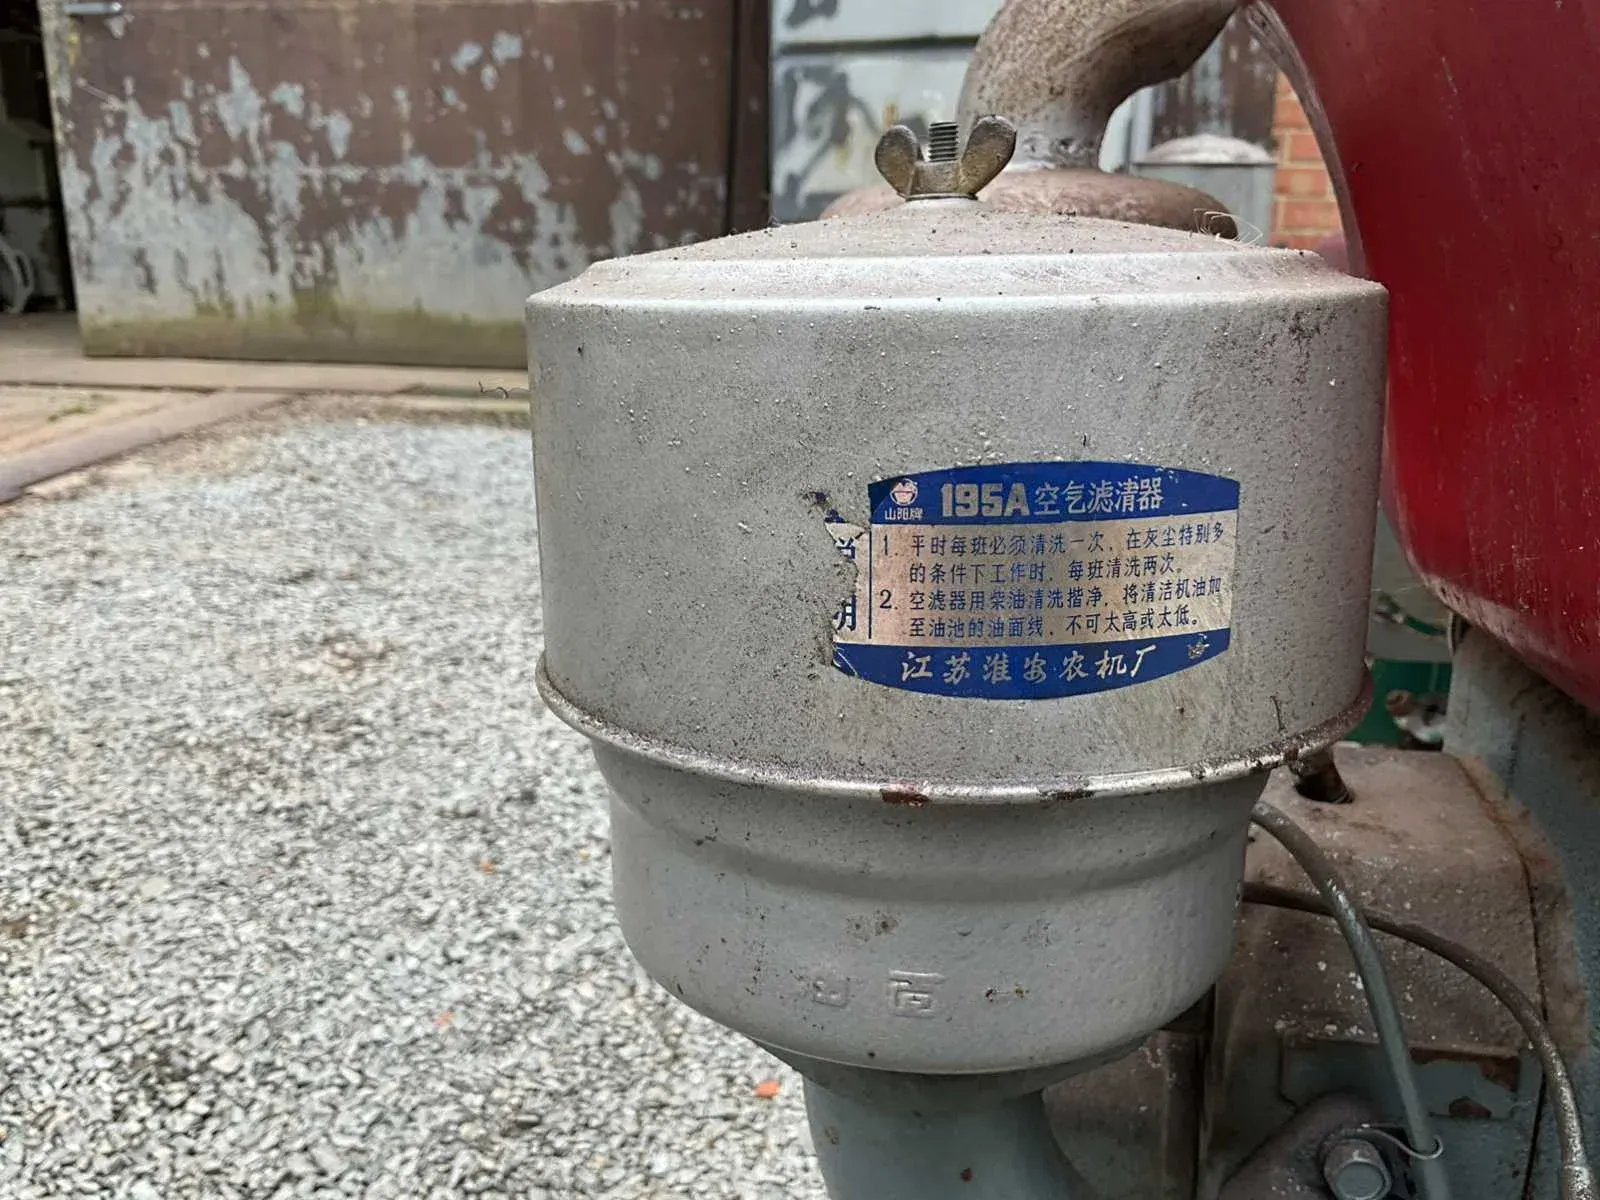 山阳牌
195A 空气滤清器
说
明
1. 平时每班必须清洗一次，在灰尘特别多
的条件下工作时，每班清洗两次。
2. 空滤器用柴油清洗揩净，将清洁机油加
至油池的油面线，不可太高或太低。
江苏淮安农机厂